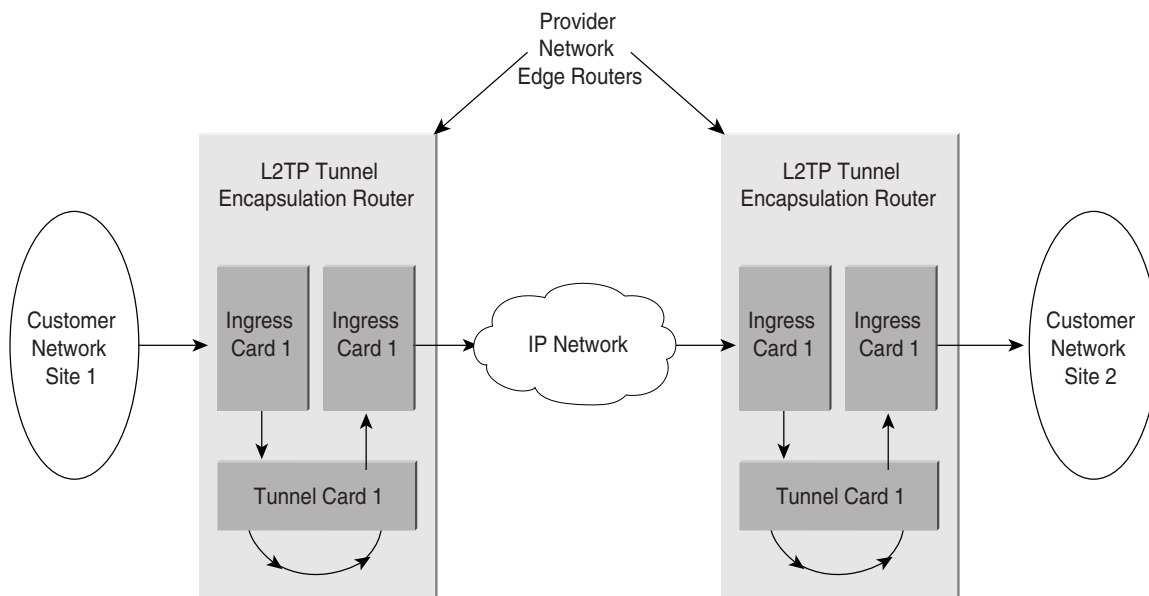 Provider
Network
Edge Routers
L2TP Tunnel
Encapsulation Router
L2TP Tunnel
Encapsulation Router
Customer
Network
Site 1
Ingress
Card 1
Ingress
Card 1
IP Network
Ingress
Card 1
Ingress
Card 1
Customer
Network
Site 2
Tunnel Card 1
Tunnel Card 1